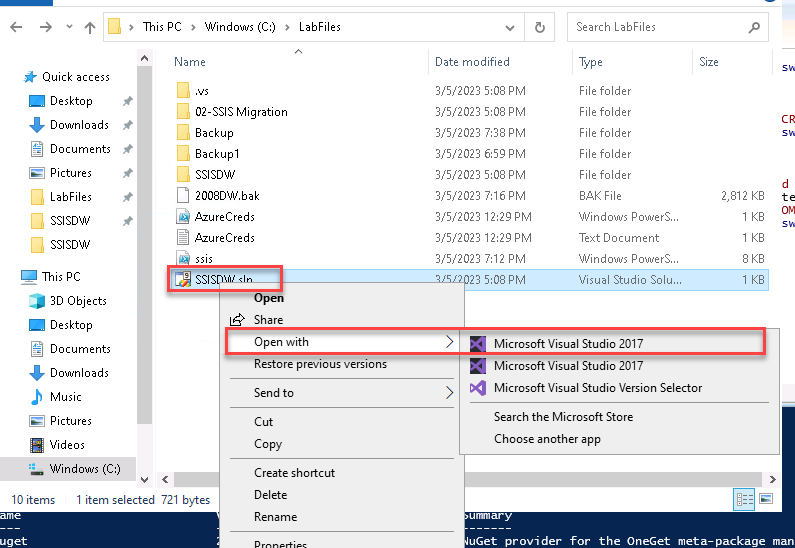 This PC > Windows (C:) > LabFiles
Search LabFiles
Name Date modified Type Size
Quick access
Desktop
Downloads
Documents
Pictures
LabFiles
SSISDW
SSISDW
This PC
3D Objects
Desktop
Documents
Downloads
Music
Pictures
Videos
Windows (C:)
.vs 3/5/2023 5:08 PM File folder
02-SSIS Migration 3/5/2023 5:08 PM File folder
Backup 3/5/2023 7:38 PM File folder
Backup1 3/5/2023 6:59 PM File folder
SSISDW 3/5/2023 5:08 PM File folder
2008DW.bak 3/5/2023 7:16 PM BAK File 2,812 KB
AzureCreds 3/5/2023 12:29 PM Windows PowerS... 1 KB
AzureCreds 3/5/2023 12:29 PM Text Document 1 KB
ssis 3/5/2023 7:12 PM Windows PowerS... 8 KB
SSISDW.sln 3/5/2023 5:08 PM Visual Studio Solu... 1 KB
Open
Share
Open with
Restore previous versions
Send to
Cut
Copy
Create shortcut
Delete
Rename
Properties
Microsoft Visual Studio 2017
Microsoft Visual Studio 2017
Microsoft Visual Studio Version Selector
Search the Microsoft Store
Choose another app
10 items 1 item selected 721 bytes
sw
CR
sw
d
te
OM
sw
ame Summary
---- -------
uget NuGet provider for the OneGet meta-package man